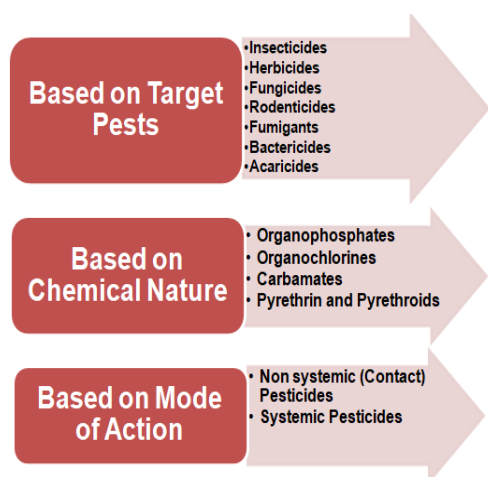 Based on Target
Pests
•Insecticides
•Herbicides
•Fungicides
•Rodenticides
•Fumigants
•Bactericides
•Acaricides
Based on
Chemical Nature
• Organophosphates
• Organochlorines
• Carbamates
• Pyrethrin and Pyrethroids
Based on Mode
of Action
• Non systemic (Contact)
Pesticides
• Systemic Pesticides